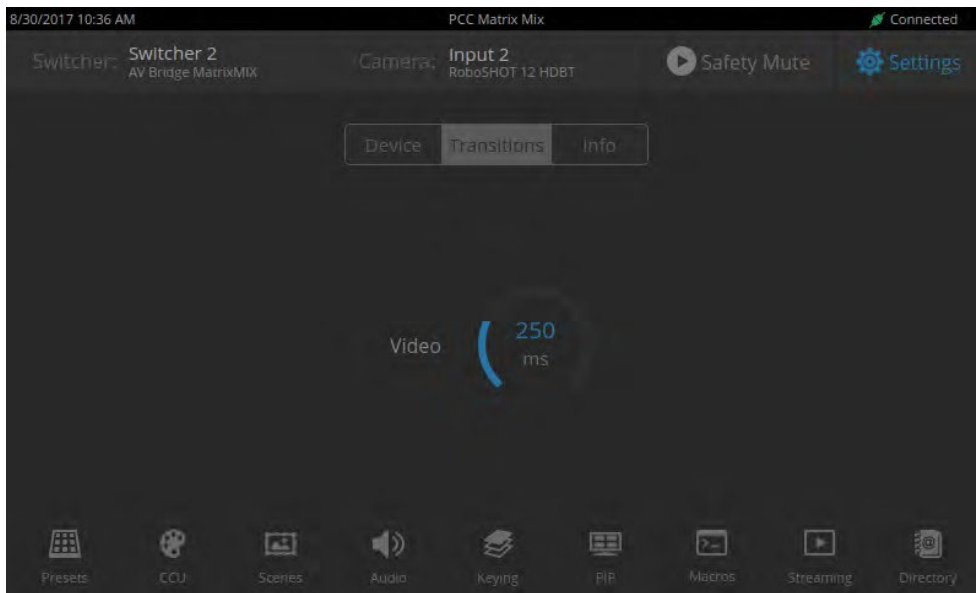 8/30/2017 10:36 AM
PCC Matrix Mix
Connected
Switcher:
Switcher 2
AV Bridge MatrixMIX
Camera:
Input 2
RoboSHOT 12 HDBT
Safety Mute
Settings
Device
Transitions
Info
Video
250
ms
Presets
CCU
Scenes
Audio
Keying
PIP
Macros
Streaming
Directory